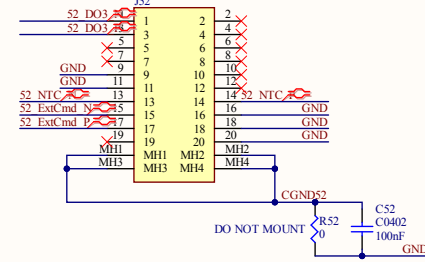 J52
52 DO3 1 1 2 2
52 DO3 3 3 4 4
5 5 6 6
7 7 8 8
GND 9 9 10 10
GND 11 11 12 12
52 NTC 13 13 14 14 52 NTC
52 ExtCmd N 15 15 16 16 GND
52 ExtCmd P 17 17 18 18 GND
19 19 20 20 GND
MH1 MH1 MH2 MH2
MH3 MH3 MH4 MH4
CGND52
DO NOT MOUNT
R52
0
C52
C0402
100nF
GND